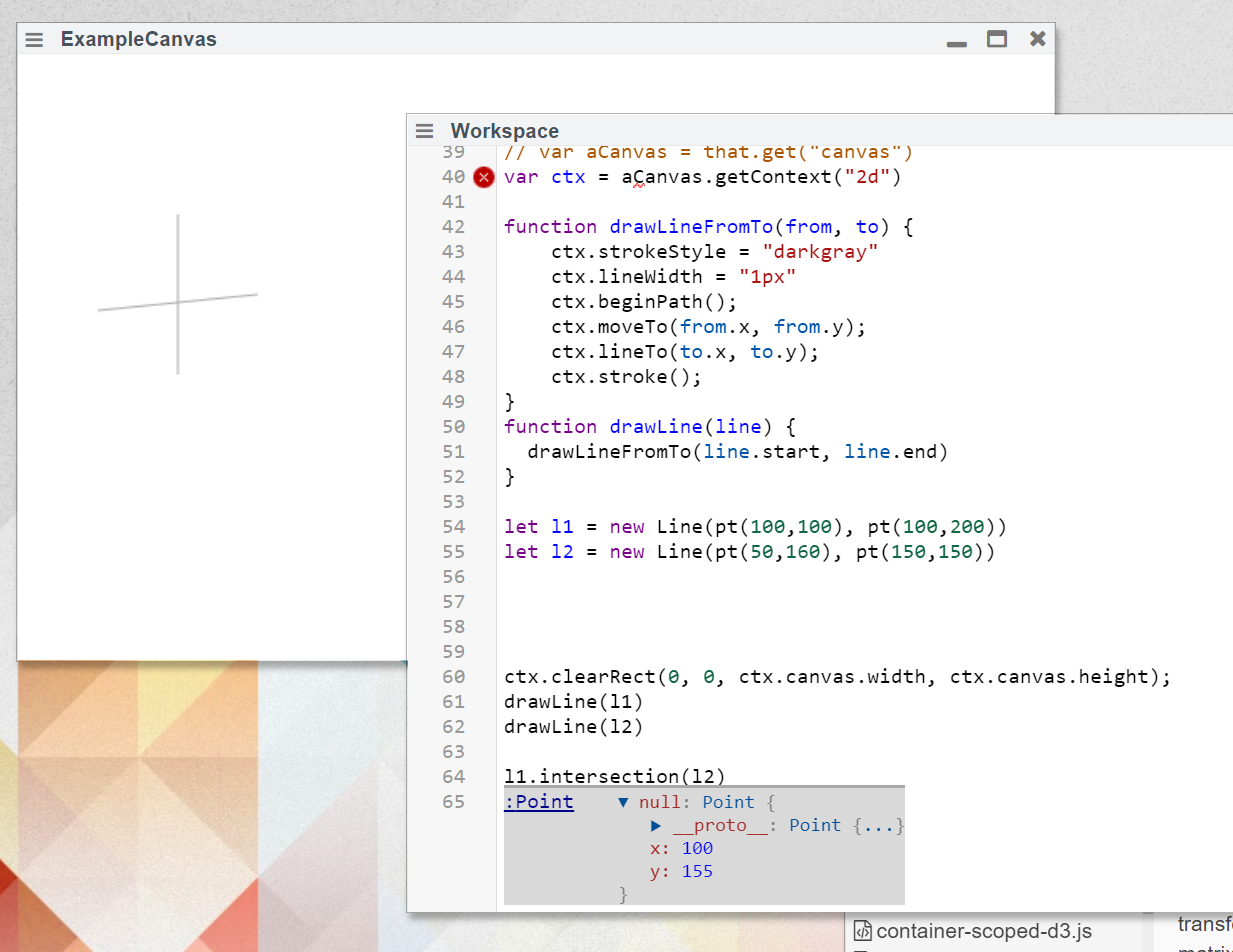 ExampleCanvas
Workspace
39 // var aCanvas = that.get("canvas")
40 var ctx = aCanvas.getContext("2d")
41
42 function drawLineFromTo(from, to) {
43     ctx.strokeStyle = "darkgray"
44     ctx.lineWidth = "1px"
45     ctx.beginPath();
46     ctx.moveTo(from.x, from.y);
47     ctx.lineTo(to.x, to.y);
48     ctx.stroke();
49 }
50 function drawLine(line) {
51   drawLineFromTo(line.start, line.end)
52 }
53
54 let l1 = new Line(pt(100,100), pt(100,200))
55 let l2 = new Line(pt(50,160), pt(150,150))
56
57
58
59
60 ctx.clearRect(0, 0, ctx.canvas.width, ctx.canvas.height);
61 drawLine(l1)
62 drawLine(l2)
63
64 l1.intersection(l2)
65 :Point ▼ null: Point {
▶ __proto__: Point {...}
x: 100
y: 155
}
container-scoped-d3.js